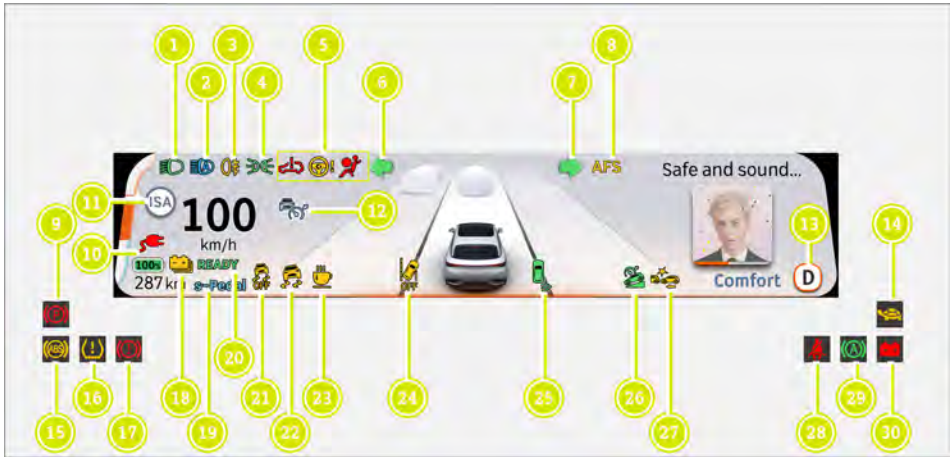 1 2 3 4 5 6 7 8
AFS
Safe and sound...
ISA
100
km/h
9 10 11 12 13 14
100%
READY
287 km
s-Pedal
OFF
OFF
Comfort
D
P
ABS
!
!
A
15 16 17 18 19 20 21 22 23 24 25 26 27 28 29 30